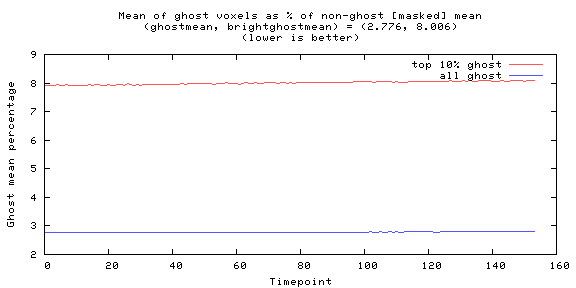 Mean of ghost voxels as % of non-ghost [masked] mean
(ghostmean, brightghostmean) = (2.776, 8.006)
(lower is better)
top 10% ghost
all ghost
Ghost mean percentage
9
8
7
6
5
4
3
2
0 20 40 60 80 100 120 140 160
Timepoint